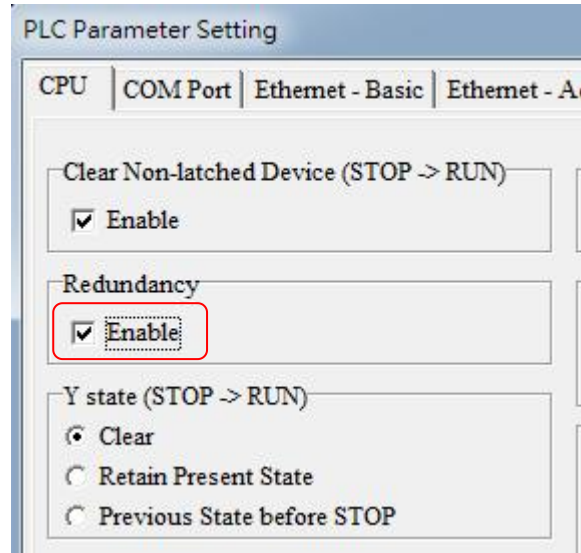 PLC Parameter Setting
CPU COM Port Ethernet - Basic Ethernet -
Clear Non-latched Device (STOP -> RUN)
Enable
Redundancy
Enable
Y state (STOP -> RUN)
Clear
Retain Present State
Previous State before STOP